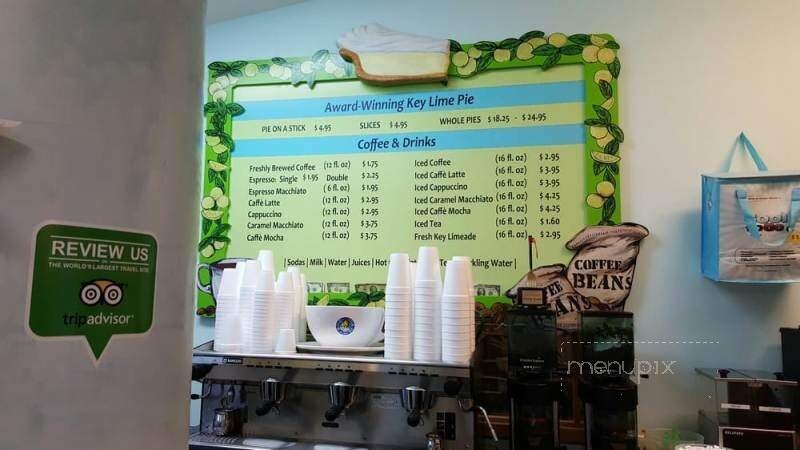 Award-Winning Key Lime Pie
PIE ON A STICK $4.95 SLICES $4.95 WHOLE PIES $18.25 - $24.95
Coffee & Drinks
Freshly Brewed Coffee (12 fl. oz) $1.75
Espresso: Single $1.95 Double $2.25
Espresso Macchiato (6 fl. oz) $1.95
Caffè Latte (12 fl. oz) $2.95
Cappuccino (12 fl. oz) $2.95
Caramel Macchiato (12 fl. oz) $3.75
Caffè Mocha (12 fl. oz) $3.75
Iced Coffee (16 fl. oz) $2.95
Iced Caffè Latte (16 fl. oz) $3.95
Iced Cappuccino (16 fl. oz) $3.95
Iced Caramel Macchiato (16 fl. oz) $4.25
Iced Caffè Mocha (16 fl. oz) $4.25
Iced Tea (16 fl. oz) $1.60
Fresh Key Limeade (16 fl. oz) $2.95
| Sodas | Milk | Water | Juices | Hot Te Sparkling Water |
REVIEW US
on
THE WORLD'S LARGEST TRAVEL SITE
tripadvisor
COFFEE
BEANS
COFFEE
BEANS
menupix